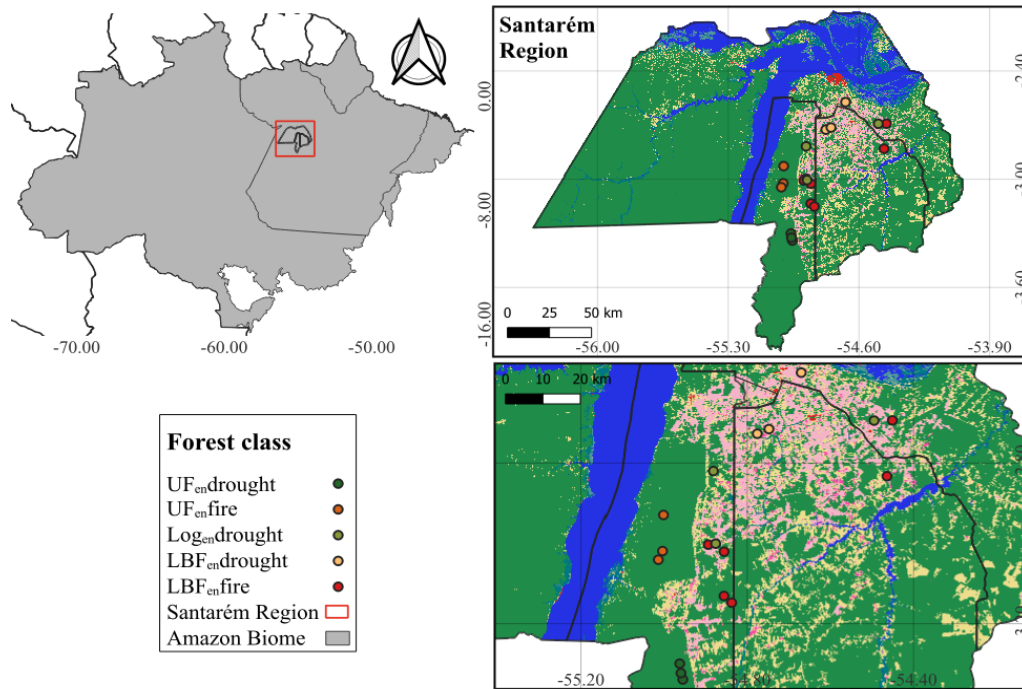 Santarém
Region
-2.40
-3.00
-3.60
0 25 50 km
-56.00 -55.30 -54.60 -53.90
0.00
-8.00
-16.00
-70.00 -60.00 -50.00
0 10 20 km
-55.20 -54.80 -54.40
Forest class
UFendrought
UFenfire
Logendrought
LBFendrought
LBFenfire
Santarém Region
Amazon Biome